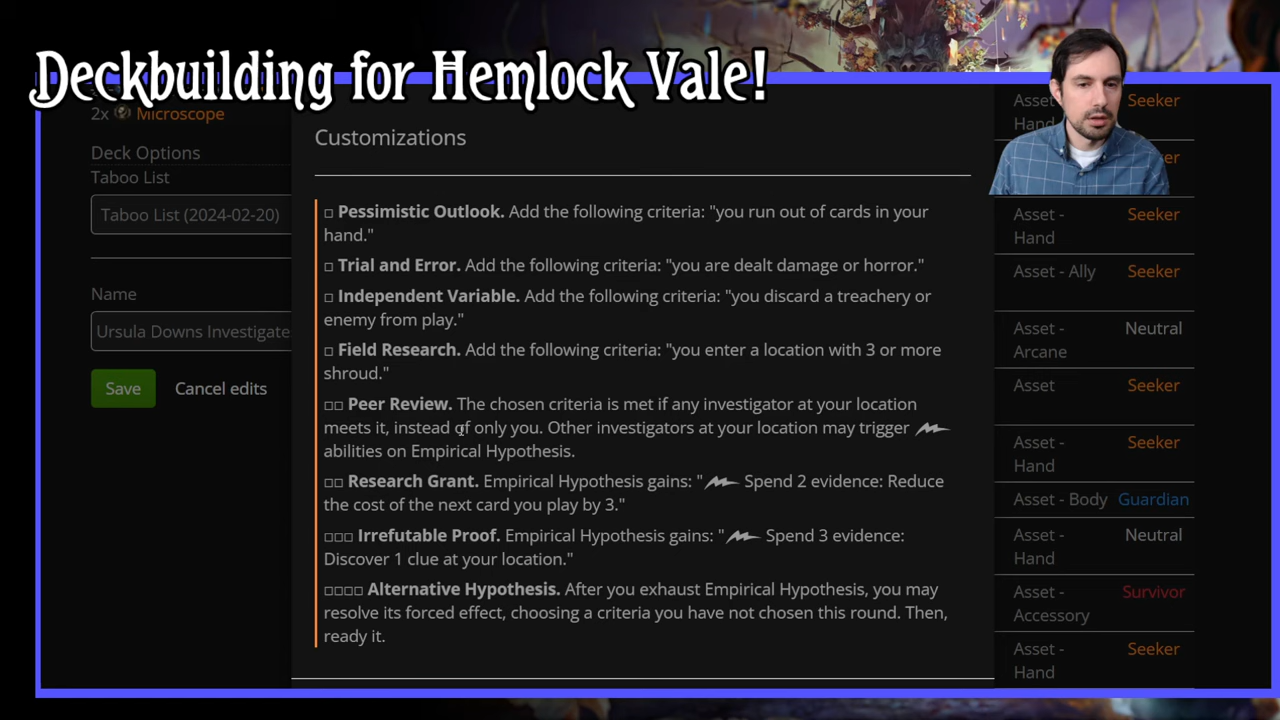 Deckbuilding for Hemlock Vale!
2x Microscope
Deck Options
Taboo List
Taboo List (2024-02-20)
Name
Ursula Downs Investigate
Save Cancel edits
Customizations
□ Pessimistic Outlook. Add the following criteria: "you run out of cards in your
hand."
□ Trial and Error. Add the following criteria: "you are dealt damage or horror."
□ Independent Variable. Add the following criteria: "you discard a treachery or
enemy from play."
□ Field Research. Add the following criteria: "you enter a location with 3 or more
shroud."
□□ Peer Review. The chosen criteria is met if any investigator at your location
meets it, instead of only you. Other investigators at your location may trigger
abilities on Empirical Hypothesis.
□□ Research Grant. Empirical Hypothesis gains: " Spend 2 evidence: Reduce
the cost of the next card you play by 3."
□□□ Irrefutable Proof. Empirical Hypothesis gains: " Spend 3 evidence:
Discover 1 clue at your location."
□□□□ Alternative Hypothesis. After you exhaust Empirical Hypothesis, you may
resolve its forced effect, choosing a criteria you have not chosen this round. Then,
ready it.
Asset - Seeker
Hand
Asset - Seeker
Hand
Asset - Ally Seeker
Asset - Neutral
Arcane
Asset Seeker
Asset - Seeker
Hand
Asset - Body Guardian
Asset - Neutral
Hand
Asset - Survivor
Accessory
Asset - Seeker
Hand